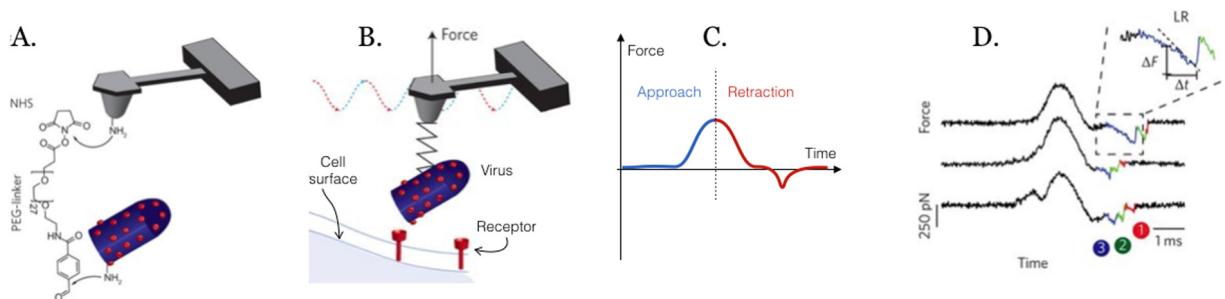 A.
NHS
O
O
N
O
O
NH₂
PEG-linker
O
27
O
HN
O
NH₂
O
B.
Force
Virus
Cell
surface
Receptor
C.
Force
Approach
Retraction
Time
D.
LR
ΔF
Δt
Force
250 pN
3
2
1
1 ms
Time